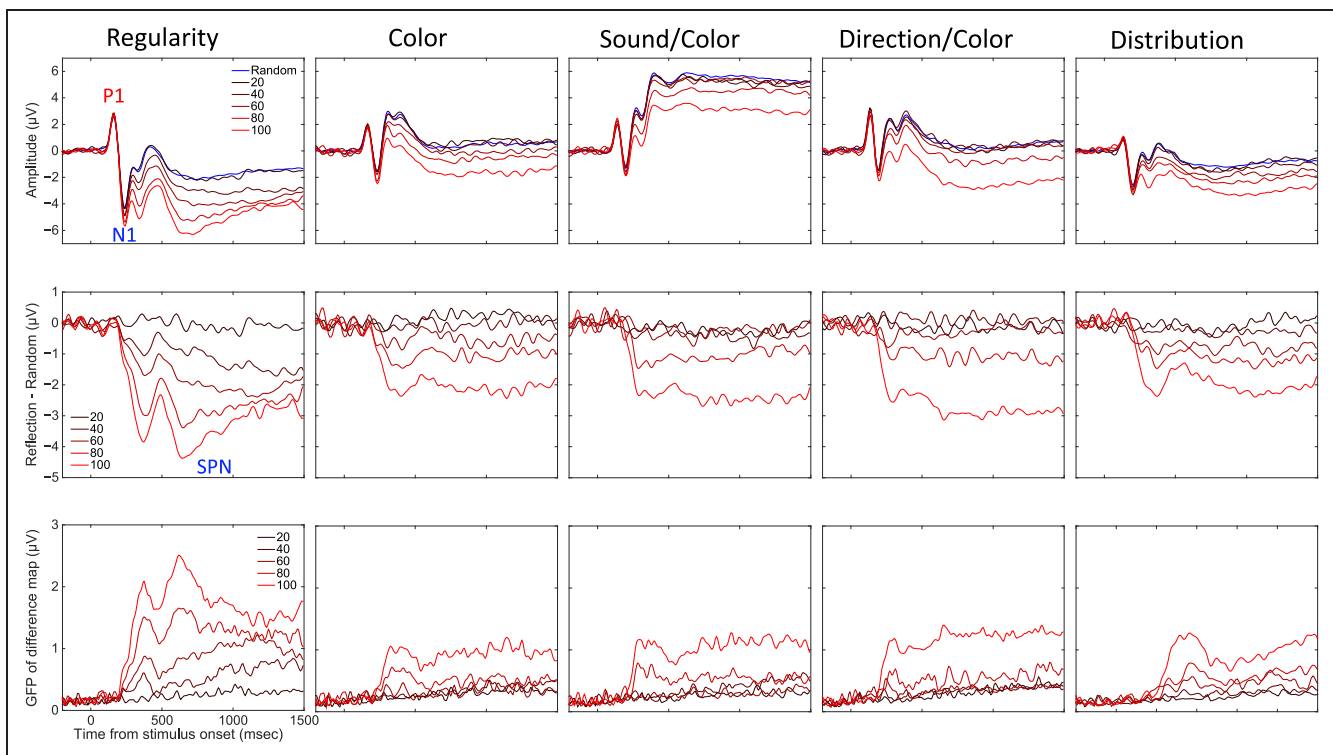 Regularity
Color
Sound/Color
Direction/Color
Distribution
Amplitude (μV)
6
4
2
0
−2
−4
−6
P1
N1
Random
20
40
60
80
100
Reflection - Random (μV)
1
0
−1
−2
−3
−4
−5
20
40
60
80
100
SPN
GFP of difference map (μV)
3
2
1
0
20
40
60
80
100
0 500 1000 1500
Time from stimulus onset (msec)